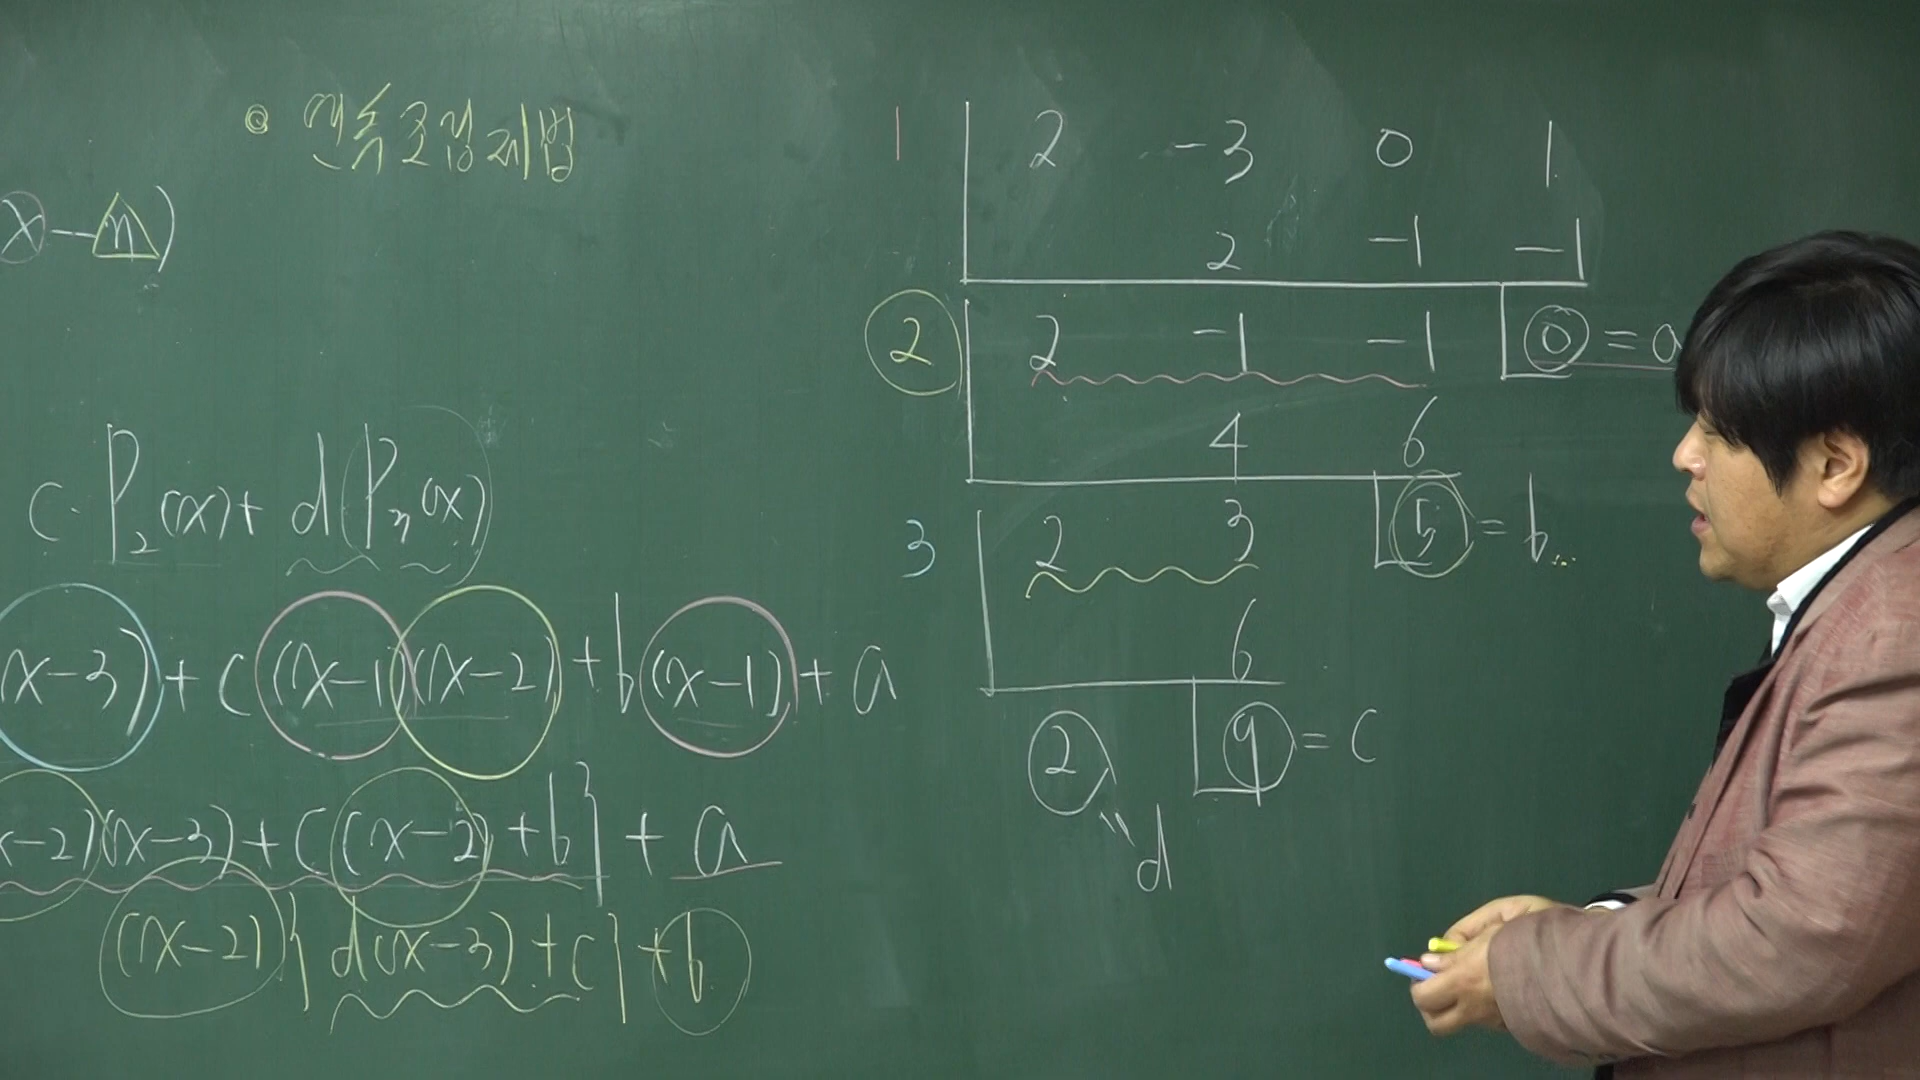 ◎ 연속조립제법
x-n)
c·P₂(x)+d(Pₙ(x))
(x-3)+c(x-1)(x-2)+b(x-1)+a
x-2)(x-3)+c(x-2)+b}+a
(x-2){d(x-3)+c}+b
1 2 -3 0 1
2 -1 -1
2 2 -1 -1 0 = a
4 6
3 2 3 5 = b
6
2 9 = c
" d